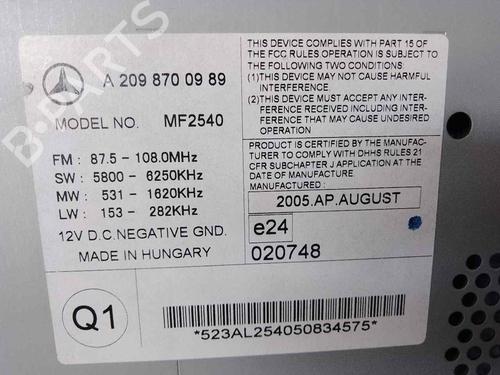 A 209 870 09 89
MODEL NO. MF2540
FM : 87.5 - 108.0MHz
SW : 5800 - 6250KHz
MW : 531 - 1620KHz
LW : 153 - 282KHz
12V D.C.NEGATIVE GND.
MADE IN HUNGARY
THIS DEVICE COMPLIES WITH PART 15 OF
THE FCC RULES OPERATION IS SUBJECT TO
THE FOLLOWING TWO CONDITIONS:
(1)THIS DEVICE MAY NOT CAUSE HARMFUL
INTERFERENCE.
(2)THIS DEVICE MUST ACCEPT ANY INTER-
FERENCE RECEIVED INCLUDING INTER-
FERENCE THAT MAY CAUSE UNDESIRED
OPERATION
PRODUCT IS CERTIFIED BY THE MANUFAC-
TURER TO COMPLY WITH DHHS RULES 21
CFR SUBCHAPTER J APPLICATION AT THE
DATE OF MANUFACTURE
MANUFACTURED:
2005.AP.AUGUST
e24
020748
Q1
*523AL254050834575*
B-PARTS